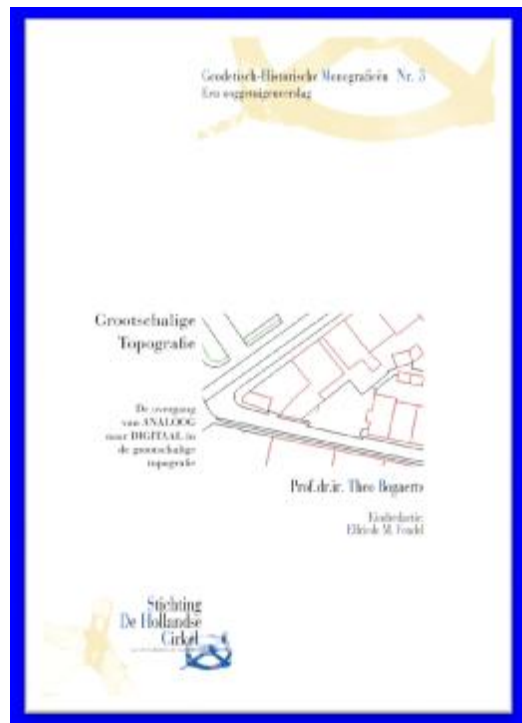 Geodetisch-Historische Monografieën Nr. 3
Een ooggetuigenverslag
Grootschalige
Topografie
De overgang
van ANALOOG
naar DIGITAAL in
de grootschalige
topografie
Prof.dr.ir. Theo Bogaerts
Eindredactie:
Elfriede M. Fendel
Stichting
De Hollandse
Cirkel